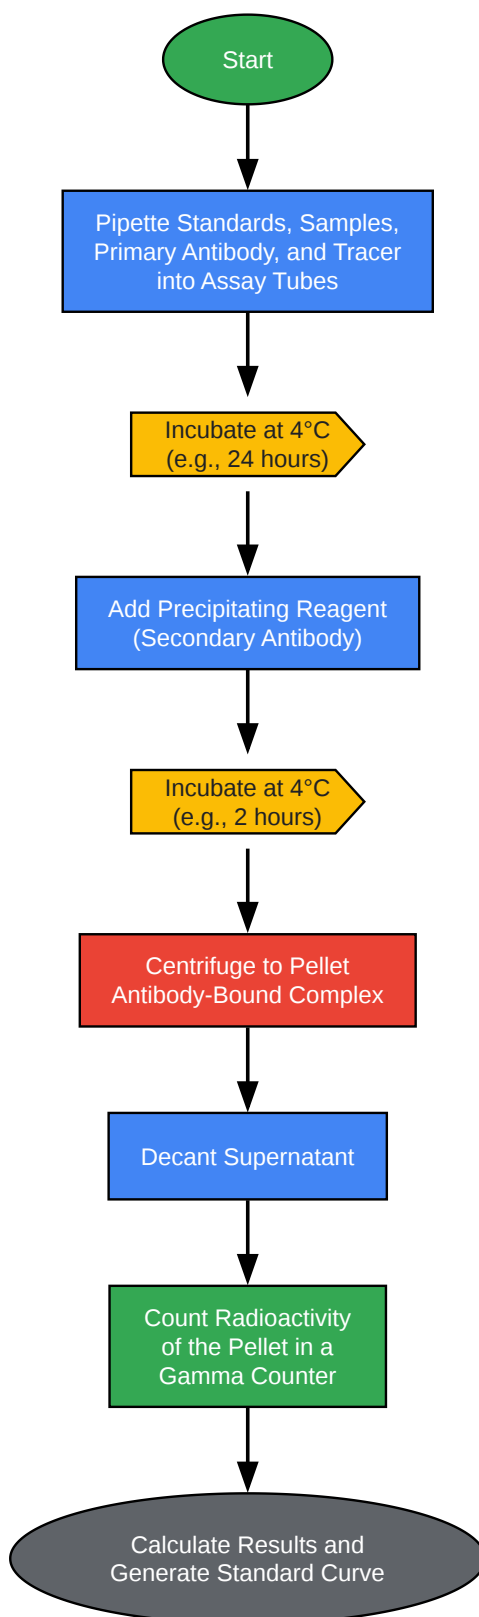 Start
Pipette Standards, Samples,
Primary Antibody, and Tracer
into Assay Tubes
Incubate at 4°C
(e.g., 24 hours)
Add Precipitating Reagent
(Secondary Antibody)
Incubate at 4°C
(e.g., 2 hours)
Centrifuge to Pellet
Antibody-Bound Complex
Decant Supernatant
Count Radioactivity
of the Pellet in a
Gamma Counter
Calculate Results and
Generate Standard Curve